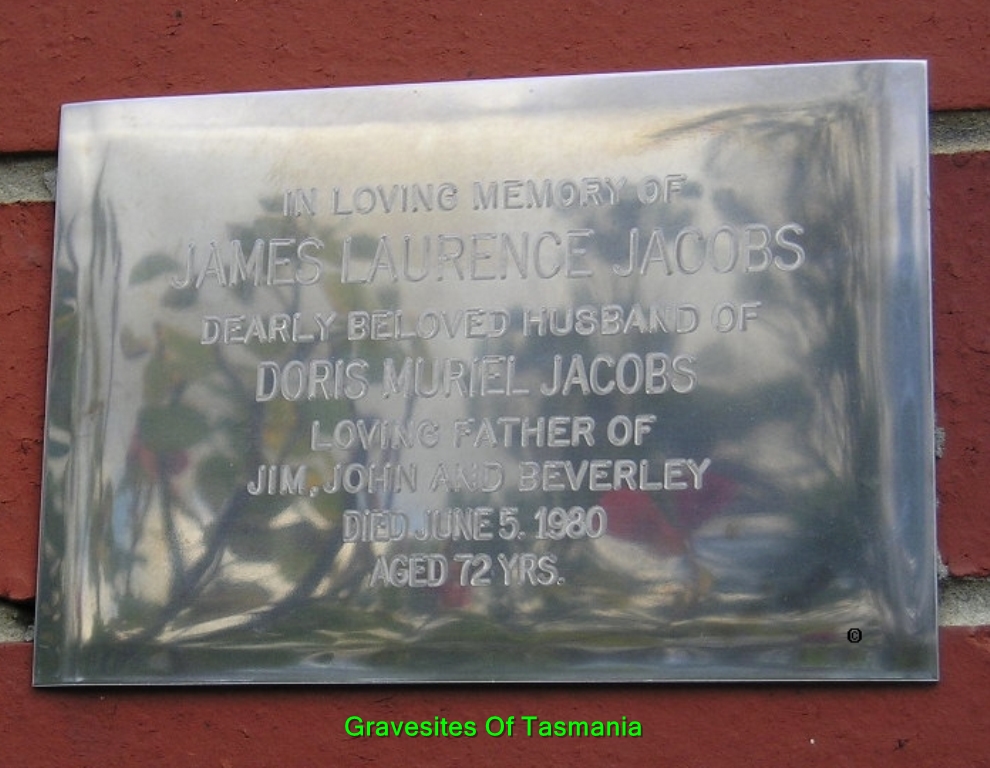 IN LOVING MEMORY OF
JAMES LAURENCE JACOBS
DEARLY BELOVED HUSBAND OF
DORIS MURIEL JACOBS
LOVING FATHER OF
JIM, JOHN AND BEVERLEY
DIED JUNE 5. 1980
AGED 72 YRS.
©
Gravesites Of Tasmania